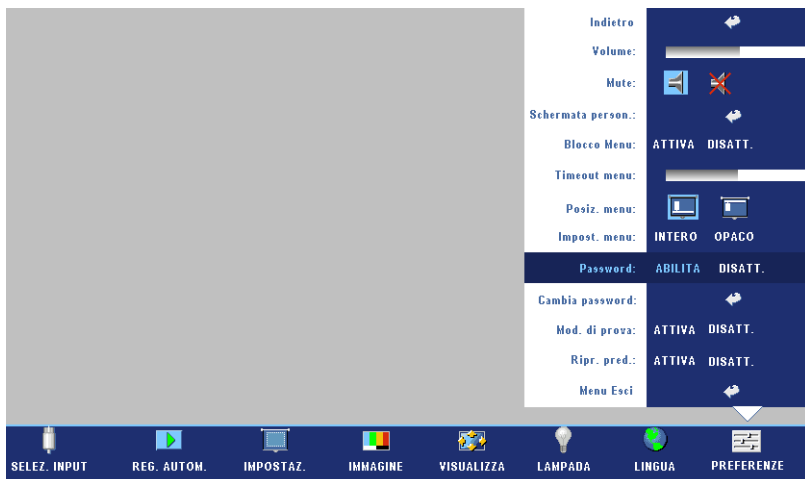 Indietro
Volume:
Mute:
Schermata person.:
Blocco Menu: ATTIVA DISATT.
Timeout menu:
Posiz. menu:
Impost. menu: INTERO OPACO
Password: ABILITA DISATT.
Cambia password:
Mod. di prova: ATTIVA DISATT.
Ripr. pred.: ATTIVA DISATT.
Menu Esci
SELEZ. INPUT REG. AUTOM. IMPOSTAZ. IMMAGINE VISUALIZZA LAMPADA LINGUA PREFERENZE